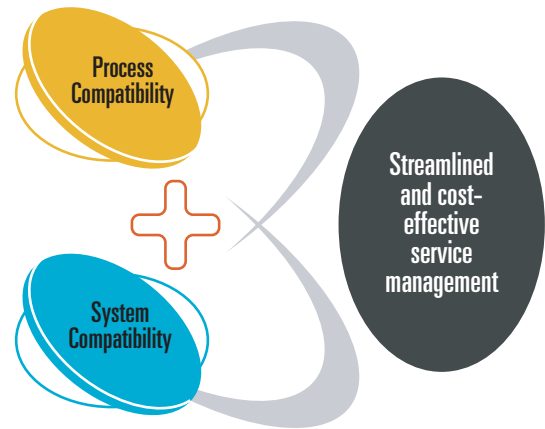 Process
Compatibility
System
Compatibility
Streamlined
and cost-
effective
service
management